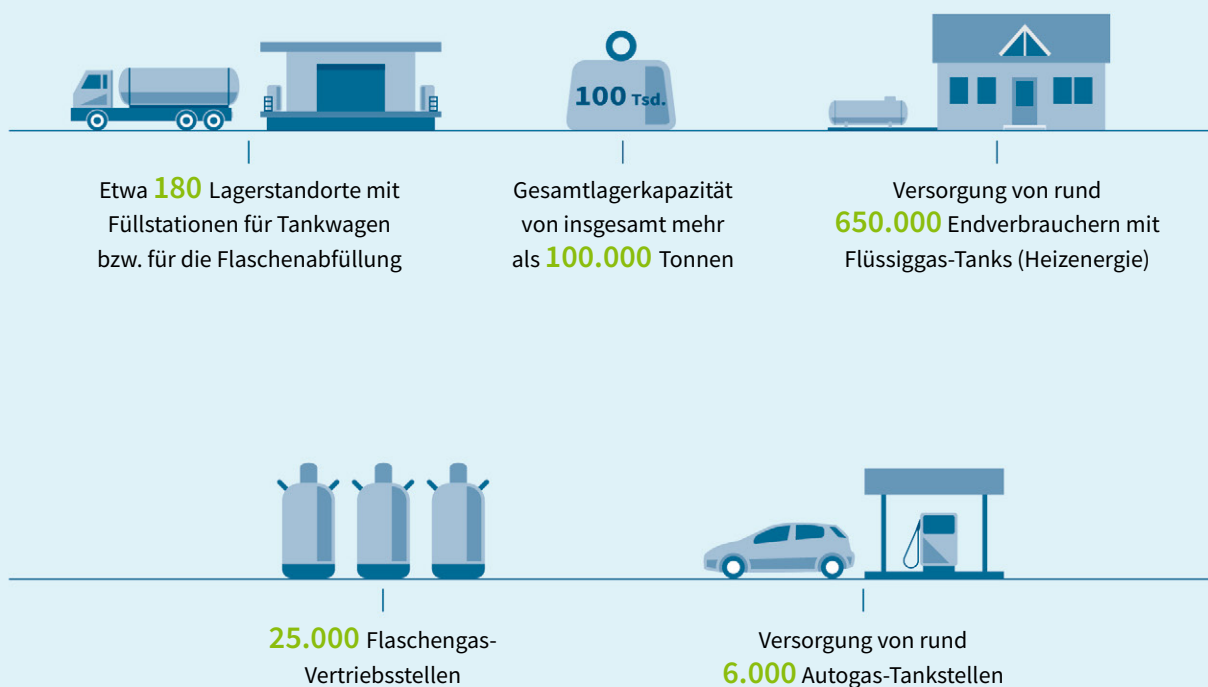 100 Tsd.
Etwa 180 Lagerstandorte mit
Füllstationen für Tankwagen
bzw. für die Flaschenabfüllung
Gesamtlagerkapazität
von insgesamt mehr
als 100.000 Tonnen
Versorgung von rund
650.000 Endverbrauchern mit
Flüssiggas-Tanks (Heizenergie)
25.000 Flaschengas-
Vertriebsstellen
Versorgung von rund
6.000 Autogas-Tankstellen